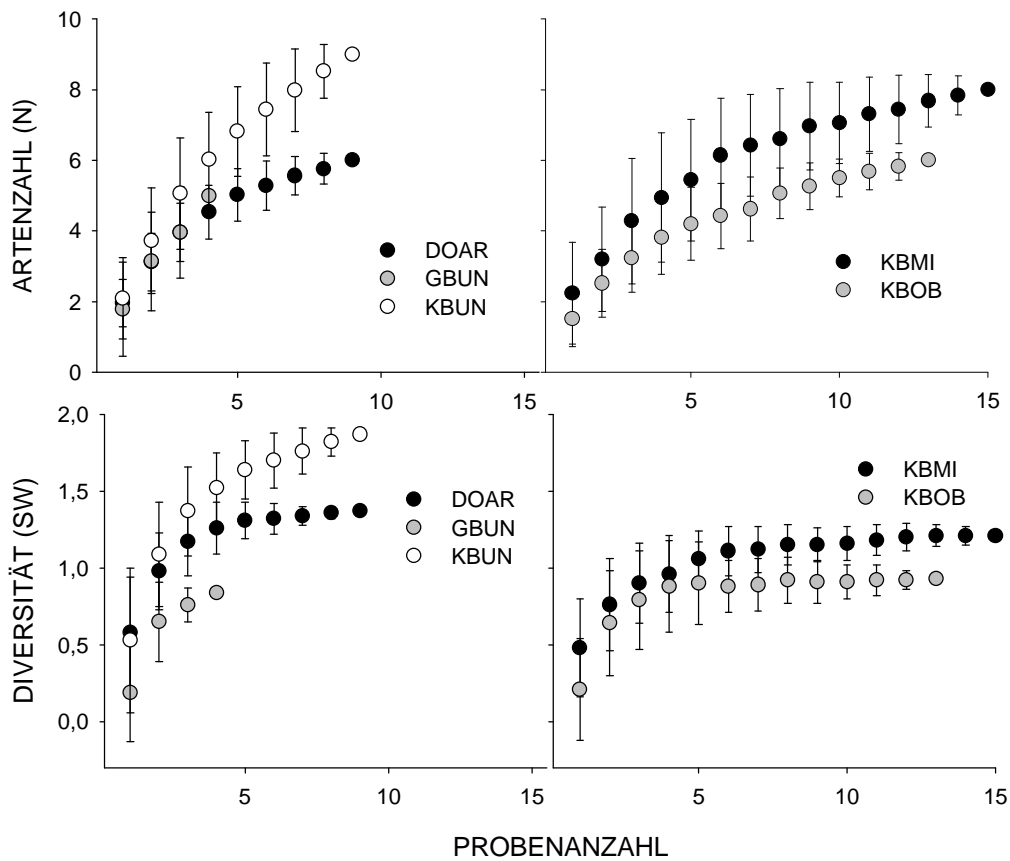 ARTENZAHL (N)
10
8
6
4
2
0
DOAR
GBUN
KBUN
5
10
15
KBMI
KBOB
5
10
15
DIVERSITÄT (SW)
2,0
1,5
1,0
0,5
0,0
DOAR
GBUN
KBUN
5
10
15
KBMI
KBOB
5
10
15
PROBENANZAHL